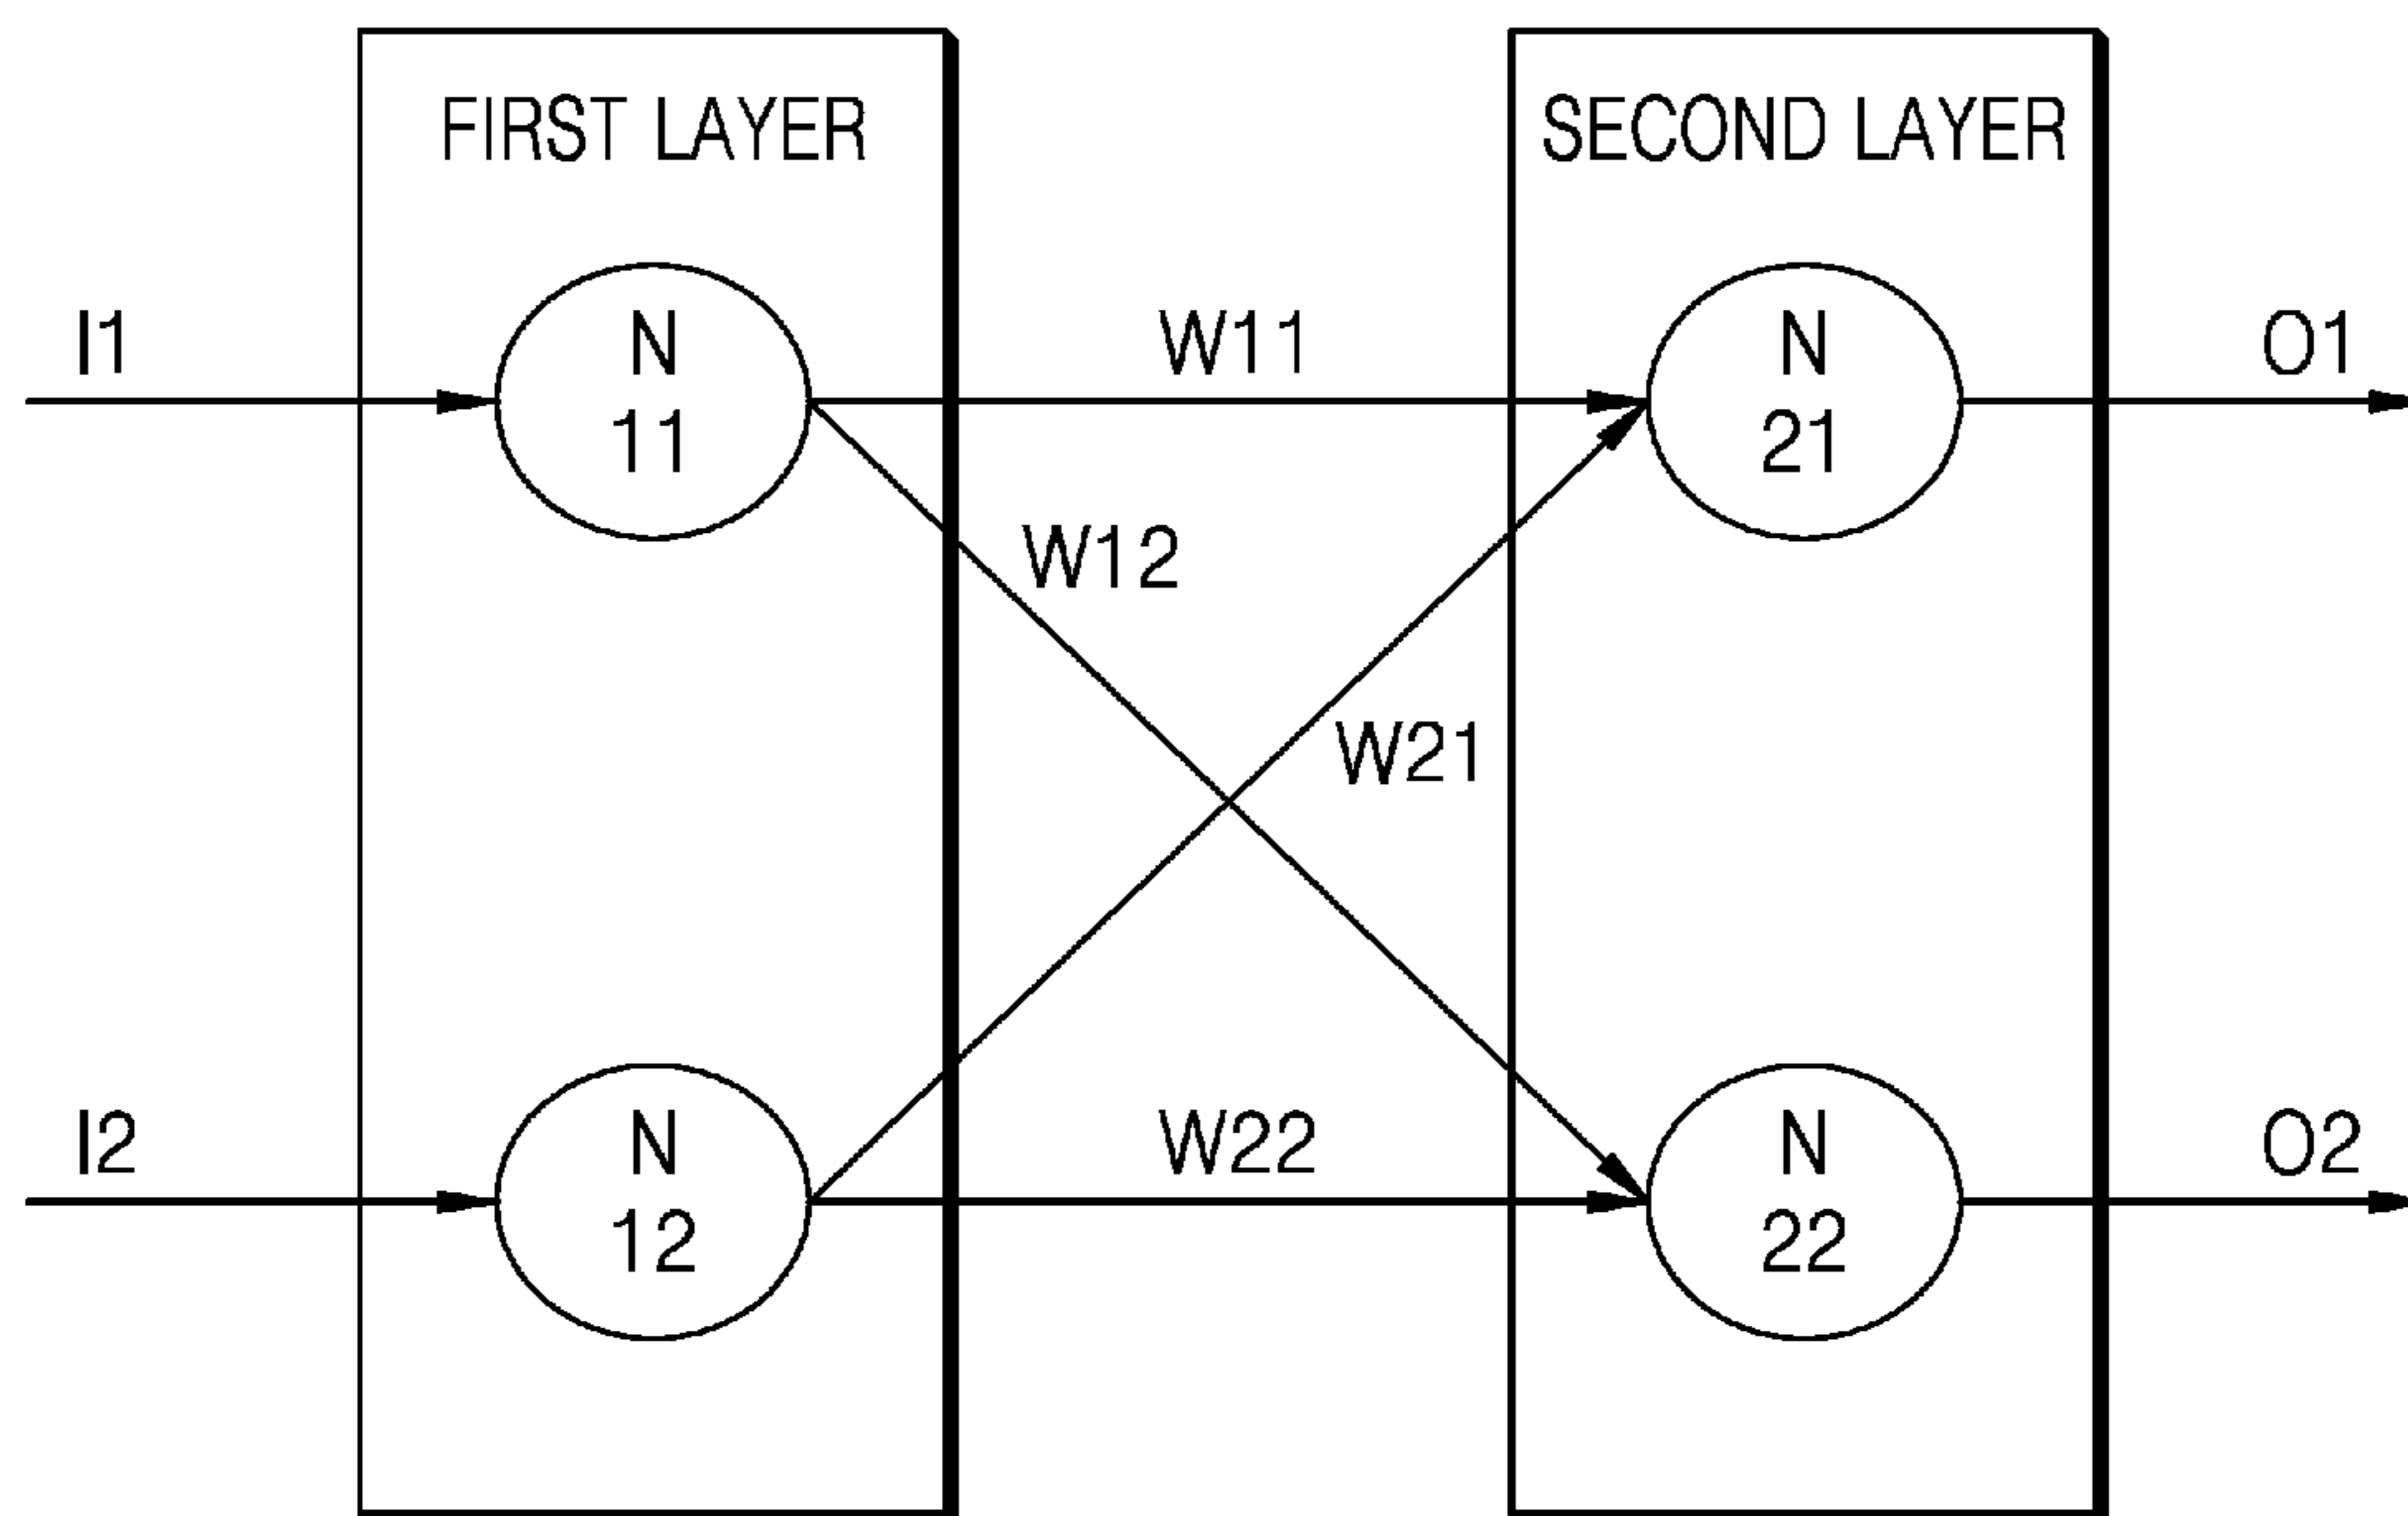 FIRST LAYER
SECOND LAYER
I1
N
11
W11
N
21
O1
W12
W21
I2
N
12
W22
N
22
O2